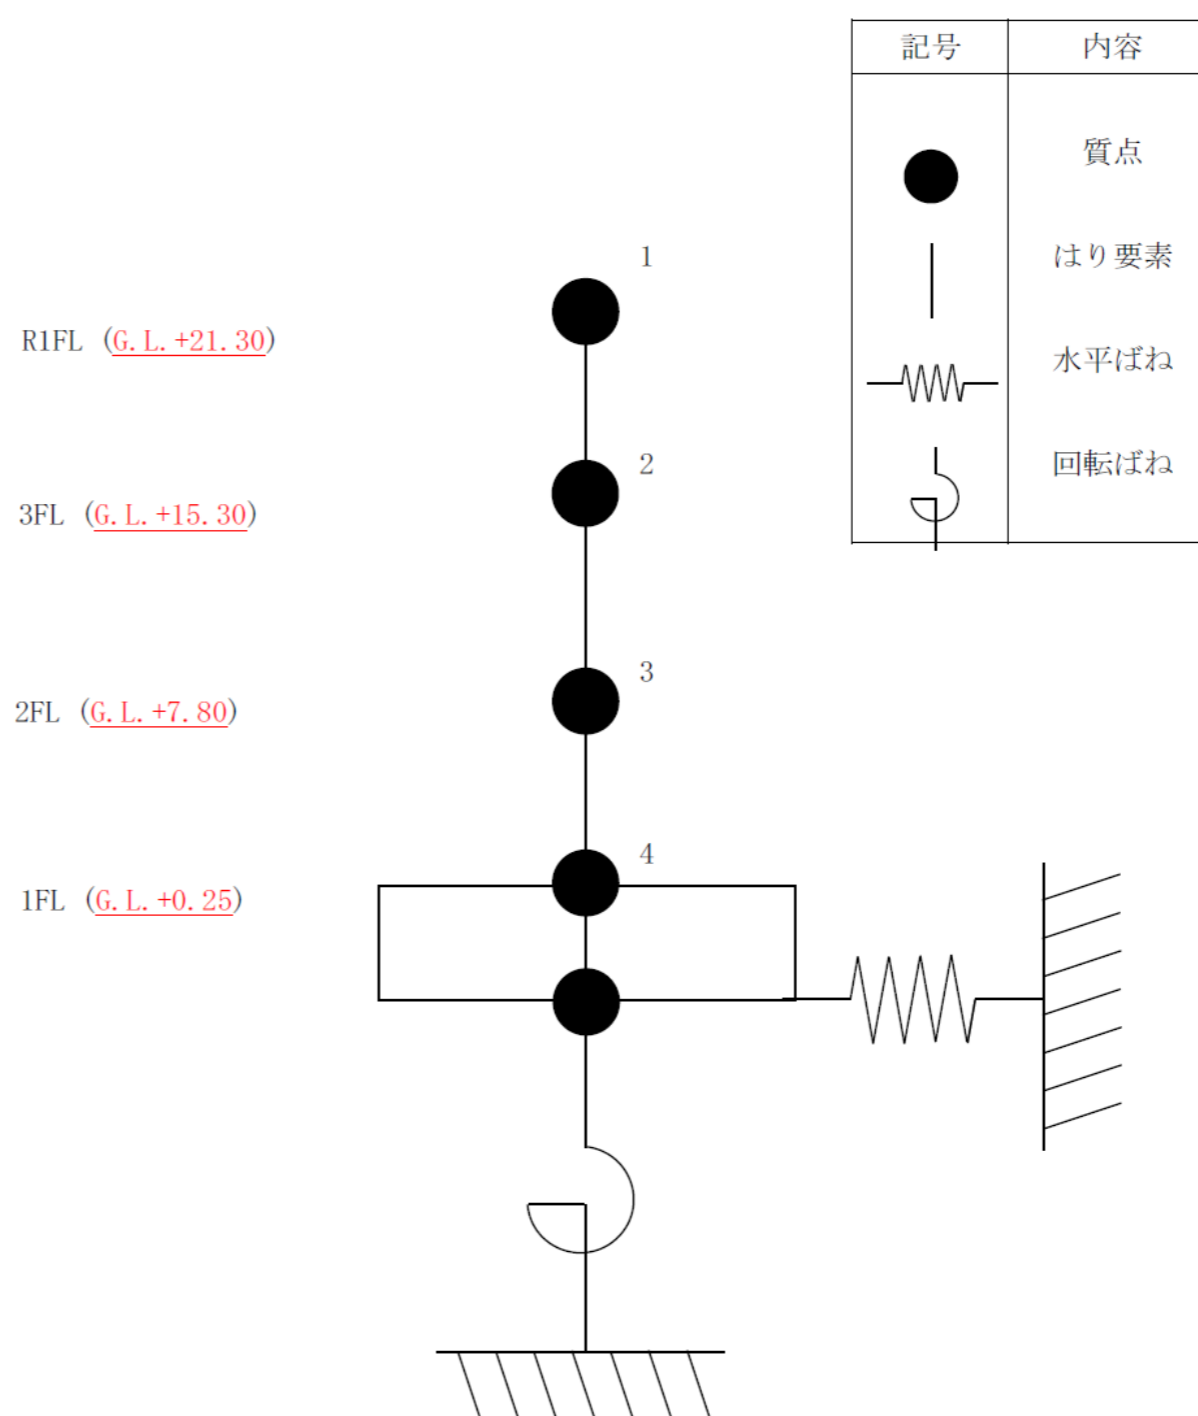 記号 内容
質点
はり要素
水平ばね
回転ばね
1
R1FL (G.L.+21.30)
2
3FL (G.L.+15.30)
3
2FL (G.L.+7.80)
4
1FL (G.L.+0.25)